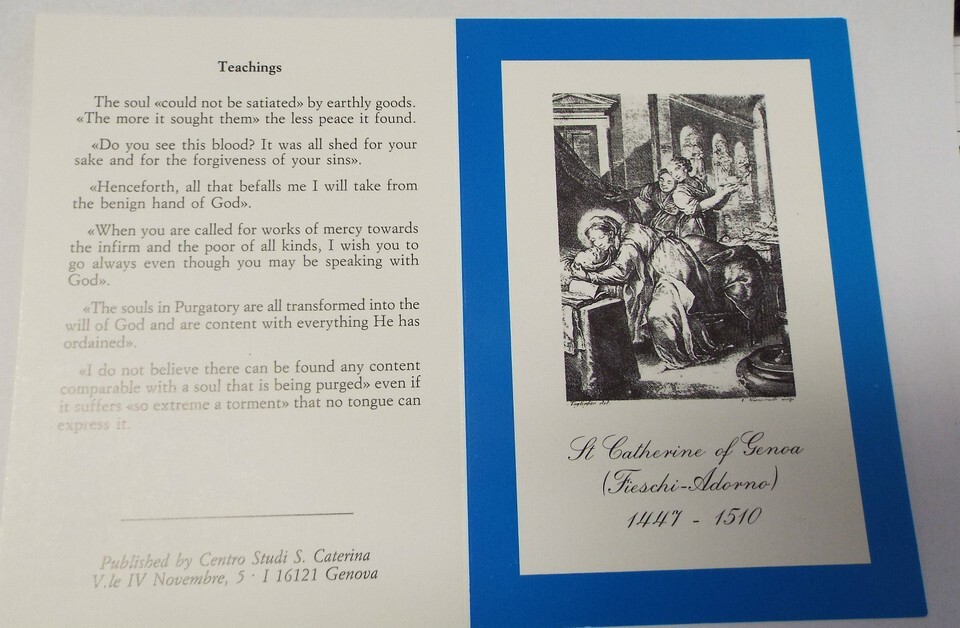 Teachings
The soul «could not be satiated» by earthly goods.
«The more it sought them» the less peace it found.
«Do you see this blood? It was all shed for your
sake and for the forgiveness of your sins».
«Henceforth, all that befalls me I will take from
the benign hand of God».
«When you are called for works of mercy towards
the infirm and the poor of all kinds, I wish you to
go always even though you may be speaking with
God».
«The souls in Purgatory are all transformed into the
will of God and are content with everything He has
ordained».
«I do not believe there can be found any content
comparable with a soul that is being purged» even if
it suffers «so extreme a torment» that no tongue can
express it.
Published by Centro Studi S. Caterina
V.le IV Novembre, 5 · I 16121 Genova
St Catherine of Genoa
(Fieschi-Adorno)
1447 - 1510